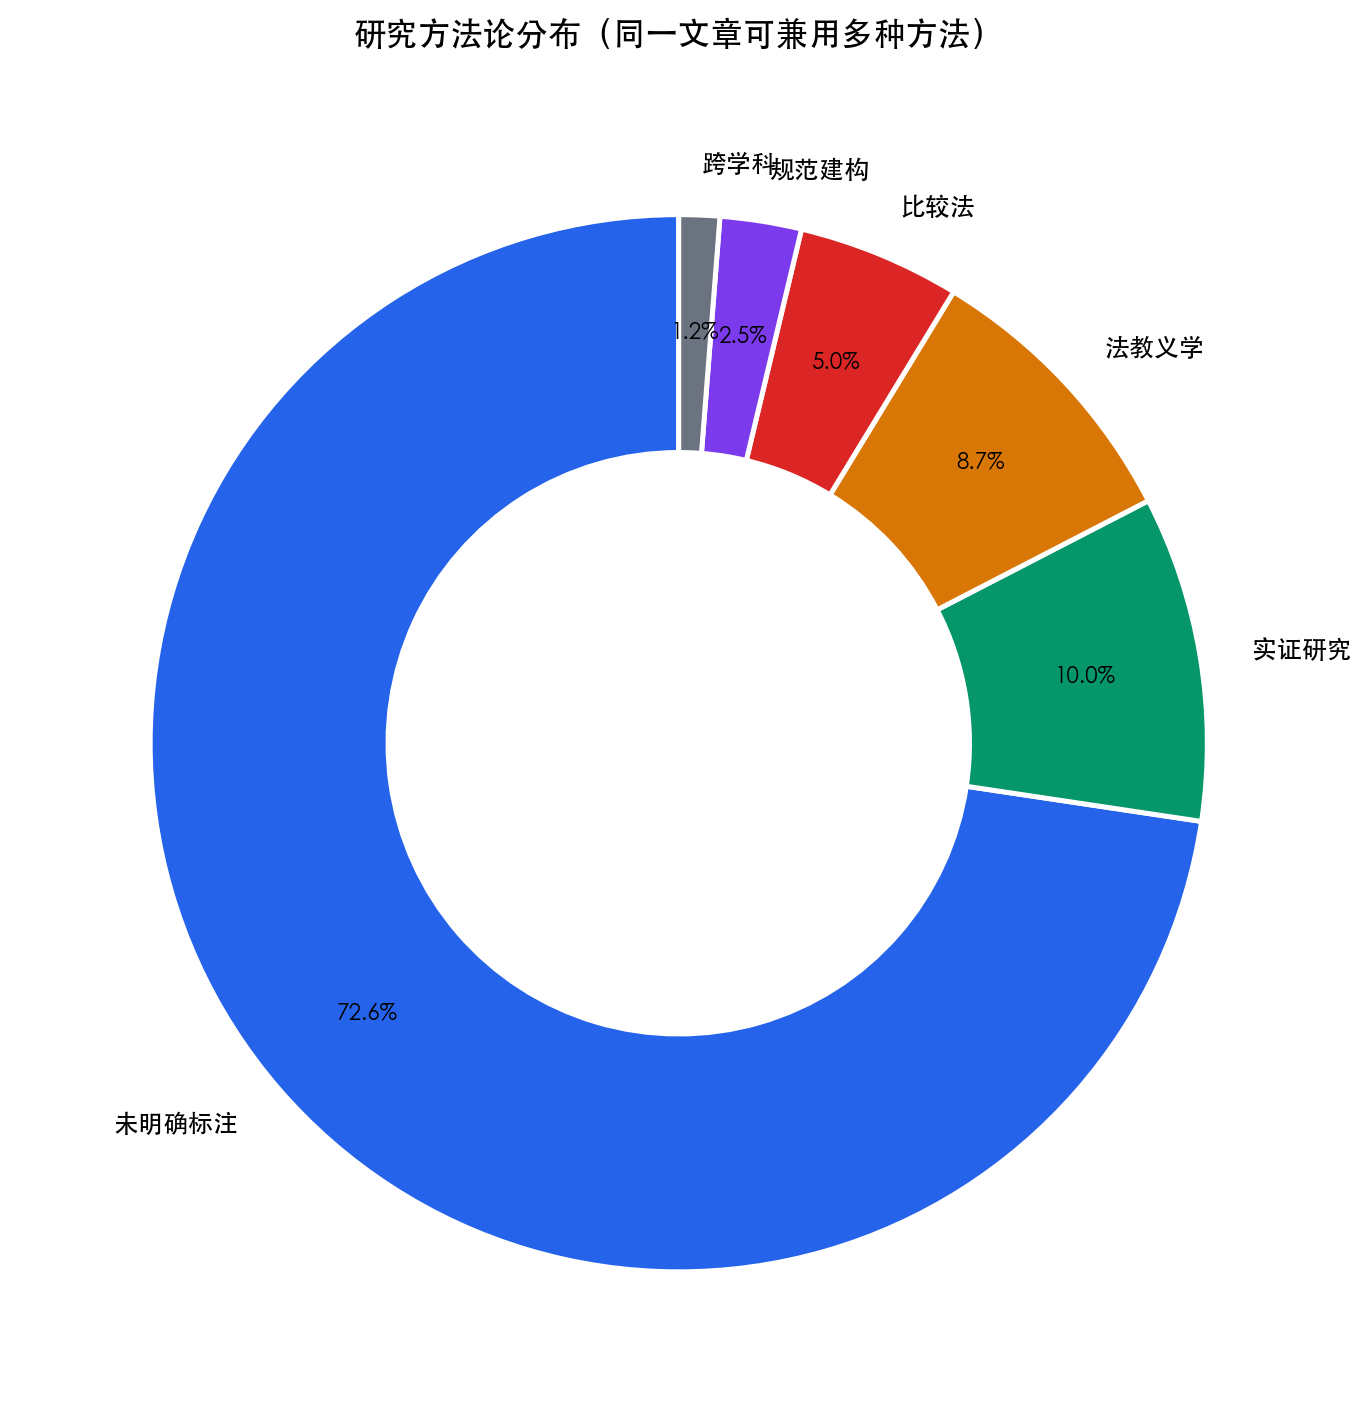 研究方法论分布（同一文章可兼用多种方法）
跨学科
规范建构
比较法
法教义学
1.2%
2.5%
5.0%
8.7%
实证研究
10.0%
72.6%
未明确标注